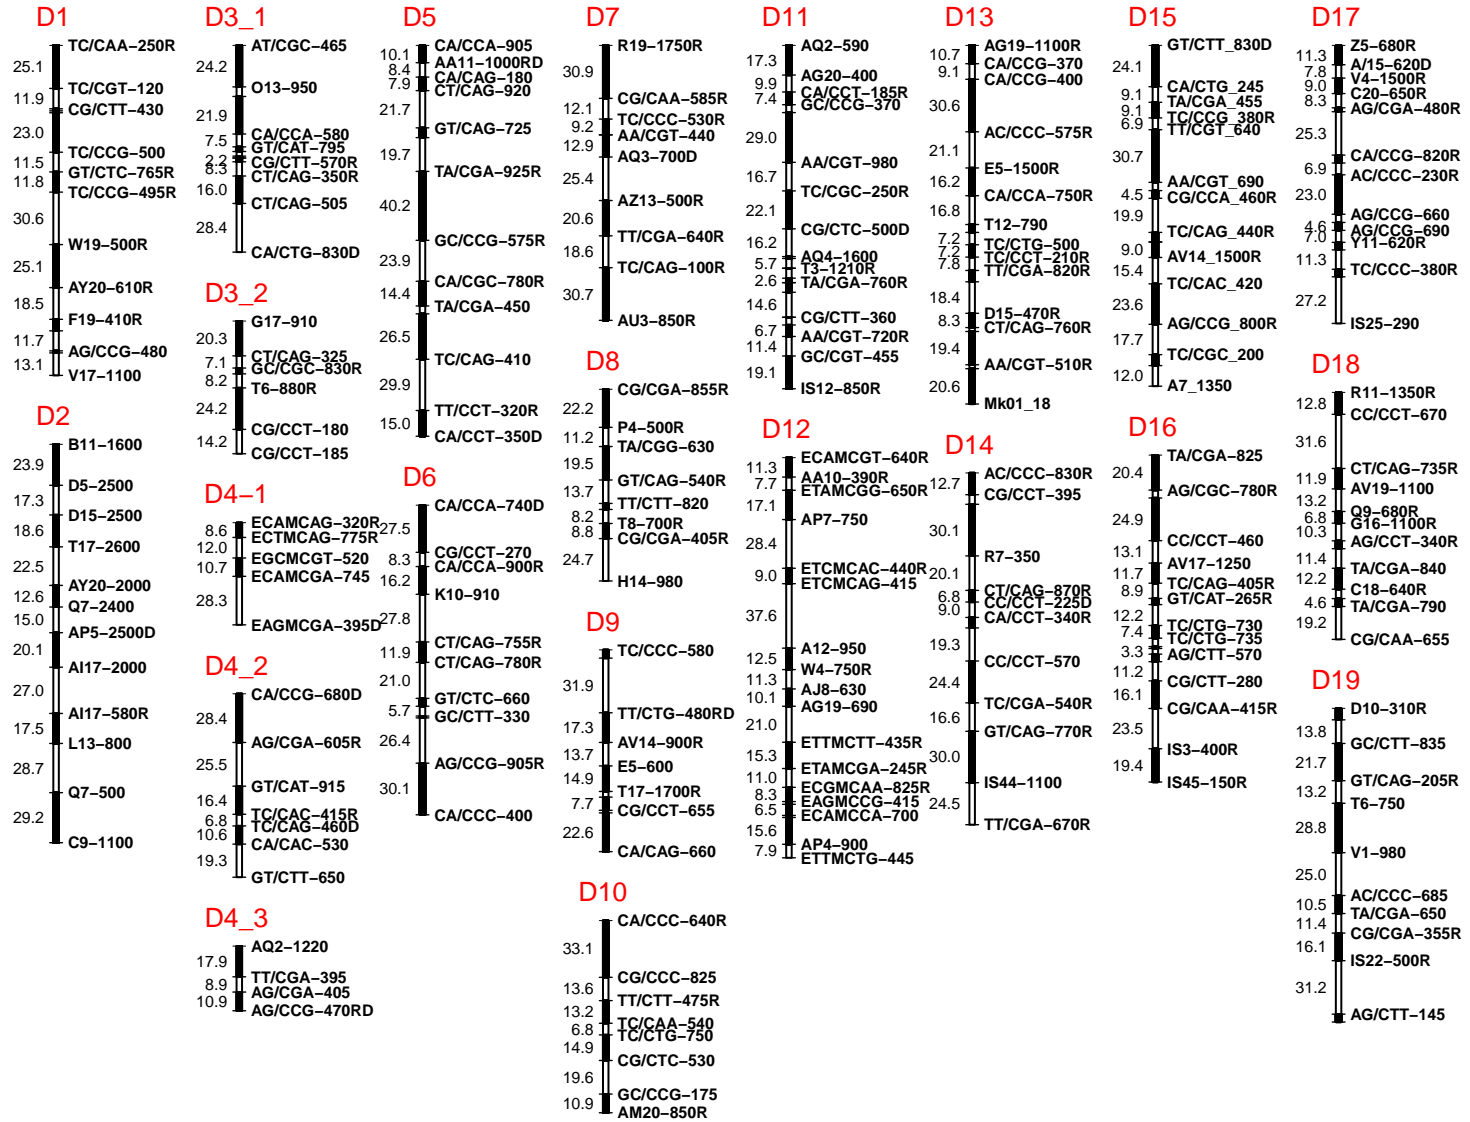 D1
TC/CAA−250R
25.1
TC/CGT−120
11.9
CG/CTT−430
23.0
TC/CCG−500
11.5
GT/CTC−765R
11.8
TC/CCG−495R
30.6
W19−500R
25.1
AY20−610R
18.5
F19−410R
11.7
AG/CCG−480
13.1
V17−1100
D2
B11−1600
23.9
D5−2500
17.3
D15−2500
18.6
T17−2600
22.5
AY20−2000
12.6
Q7−2400
15.0
AP5−2500D
20.1
AI17−2000
27.0
AI17−580R
17.5
L13−800
28.7
Q7−500
29.2
C9−1100
D3_1
AT/CGC−465
24.2
O13−950
21.9
CA/CCA−580
7.5
GT/CAT−795
2.2
CG/CTT−570R
8.3
CT/CAG−350R
16.0
CT/CAG−505
28.4
CA/CTG−830D
D3_2
G17−910
20.3
CT/CAG−325
7.1
GC/CGC−830R
8.2
T6−880R
24.2
CG/CCT−180
14.2
CG/CCT−185
D4−1
ECAMCAG−320R
8.6
ECTMCAG−775R
12.0
EGCMCGT−520
10.7
ECAMCGA−745
28.3
EAGMCGA−395D
D4_2
CA/CCG−680D
28.4
AG/CGA−605R
25.5
GT/CAT−915
16.4
TC/CAC−415R
6.8
TC/CAG−460D
10.6
CA/CAC−530
19.3
GT/CTT−650
D4_3
AQ2−1220
17.9
TT/CGA−395
8.9
AG/CGA−405
10.9
AG/CCG−470RD
D5
CA/CCA−905
10.1
AA11−1000RD
8.4
CA/CAG−180
7.9
CT/CAG−920
21.7
GT/CAG−725
19.7
TA/CGA−925R
40.2
GC/CCG−575R
23.9
CA/CGC−780R
14.4
TA/CGA−450
26.5
TC/CAG−410
29.9
TT/CCT−320R
15.0
CA/CCT−350D
D6
CA/CCA−740D
27.5
CG/CCT−270
8.3
CA/CCA−900R
16.2
K10−910
27.8
CT/CAG−755R
11.9
CT/CAG−780R
21.0
GT/CTC−660
5.7
GC/CTT−330
26.4
AG/CCG−905R
30.1
CA/CCC−400
D7
R19−1750R
30.9
CG/CAA−585R
12.1
TC/CCC−530R
9.2
AA/CGT−440
12.9
AQ3−700D
25.4
AZ13−500R
20.6
TT/CGA−640R
18.6
TC/CAG−100R
30.7
AU3−850R
D8
CG/CGA−855R
22.2
P4−500R
11.2
TA/CGG−630
19.5
GT/CAG−540R
13.7
TT/CTT−820
8.2
T8−700R
8.8
CG/CGA−405R
24.7
H14−980
D9
TC/CCC−580
31.9
TT/CTG−480RD
17.3
AV14−900R
13.7
E5−600
14.9
T17−1700R
7.7
CG/CCT−655
22.6
CA/CAG−660
D10
CA/CCC−640R
33.1
CG/CCC−825
13.6
TT/CTT−475R
13.2
TC/CAA−540
6.8
TC/CTG−750
14.9
CG/CTC−530
19.6
GC/CCG−175
10.9
AM20−850R
D11
AQ2−590
17.3
AG20−400
9.9
CA/CCT−185R
7.4
GC/CCG−370
29.0
AA/CGT−980
16.7
TC/CGC−250R
22.1
CG/CTC−500D
16.2
AQ4−1600
5.7
T3−1210R
2.6
TA/CGA−760R
14.6
CG/CTT−360
6.7
AA/CGT−720R
11.4
GC/CGT−455
19.1
IS12−850R
D12
ECAMCGT−640R
11.3
AA10−390R
7.7
ETAMCGG−650R
17.1
AP7−750
28.4
ETCMCAC−440R
9.0
ETCMCAG−415
37.6
A12−950
12.5
W4−750R
11.3
AJ8−630
10.1
AG19−690
21.0
ETTMCTT−435R
15.3
ETAMCGA−245R
11.0
ECGMCAA−825R
8.3
EAGMCCG−415
6.5
ECAMCCA−700
15.6
AP4−900
7.9
ETTMCTG−445
D13
AG19−1100R
10.7
CA/CCG−370
9.1
CA/CCG−400
30.6
AC/CCC−575R
21.1
E5−1500R
16.2
CA/CCA−750R
16.8
T12−790
7.2
TC/CTG−500
7.2
TC/CCT−210R
7.8
TT/CGA−820R
18.4
D15−470R
8.3
CT/CAG−760R
19.4
AA/CGT−510R
20.6
Mk01_18
D14
AC/CCC−830R
12.7
CG/CCT−395
30.1
R7−350
20.1
CT/CAG−870R
6.8
CC/CCT−225D
9.0
CA/CCT−340R
19.3
CC/CCT−570
24.4
TC/CGA−540R
16.6
GT/CAG−770R
30.0
IS44−1100
24.5
TT/CGA−670R
D15
GT/CTT_830D
24.1
CA/CTG_245
9.1
TA/CGA_455
9.1
TC/CCG_380R
6.9
TT/CGT_640
30.7
AA/CGT_690
4.5
CG/CCA_460R
19.9
TC/CAG_440R
9.0
AV14_1500R
15.4
TC/CAC_420
23.6
AG/CCG_800R
17.7
TC/CGC_200
12.0
A7_1350
D16
TA/CGA−825
20.4
AG/CGC−780R
24.9
CC/CCT−460
13.1
AV17−1250
11.7
TC/CAG−405R
8.9
GT/CAT−265R
12.2
TC/CTG−730
7.4
TC/CTG−735
3.3
AG/CTT−570
11.2
CG/CTT−280
16.1
CG/CAA−415R
23.5
IS3−400R
19.4
IS45−150R
D17
Z5−680R
11.3
A/15−620D
7.8
V4−1500R
9.0
C20−650R
8.3
AG/CGA−480R
25.3
CA/CCG−820R
6.9
AC/CCC−230R
23.0
AG/CCG−660
4.6
AG/CCG−690
7.0
Y11−620R
11.3
TC/CCC−380R
27.2
IS25−290
D18
R11−1350R
12.8
CC/CCT−670
31.6
CT/CAG−735R
11.9
AV19−1100
13.2
Q9−680R
6.8
G16−1100R
10.3
AG/CCT−340R
11.4
TA/CGA−840
12.2
C18−640R
4.6
TA/CGA−790
19.2
CG/CAA−655
D19
D10−310R
13.8
GC/CTT−835
21.7
GT/CAG−205R
13.2
T6−750
28.8
V1−980
25.0
AC/CCC−685
10.5
TA/CGA−650
11.4
CG/CGA−355R
16.1
IS22−500R
31.2
AG/CTT−145